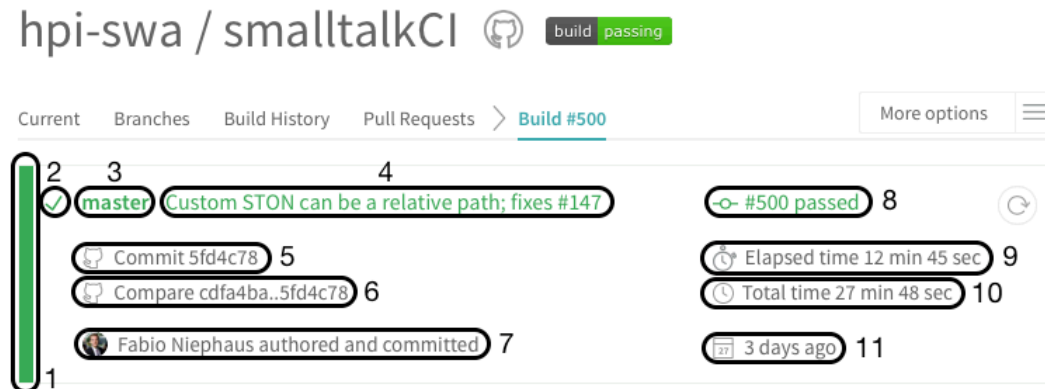 hpi-swa / smalltalkCI build passing
Current Branches Build History Pull Requests Build #500 More options
2 3 4
master Custom STON can be a relative path; fixes #147 #500 passed 8
Commit 5fd4c78 5 Elapsed time 12 min 45 sec 9
Compare cdfa4ba..5fd4c78 6 Total time 27 min 48 sec 10
Fabio Niephaus authored and committed 7 27 3 days ago 11
1